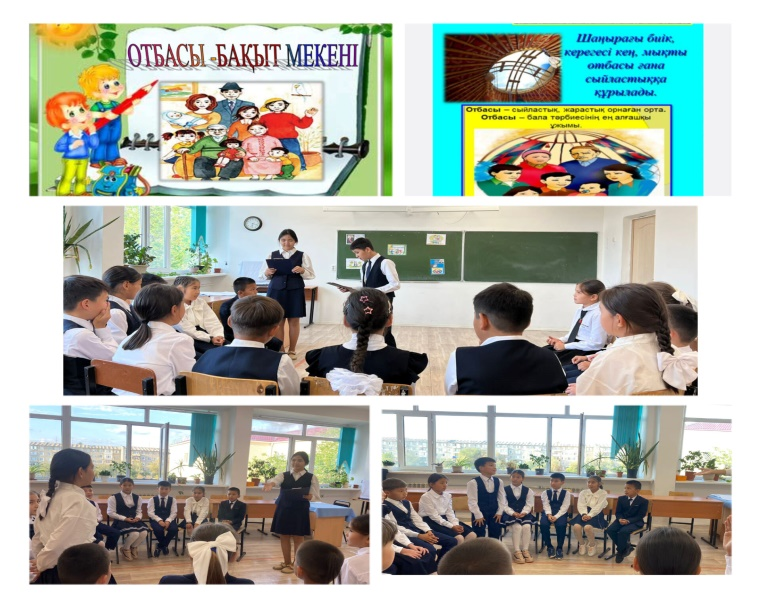 ОТБАСЫ -БАҚЫТ МЕКЕНІ
Шаңырағы биік,
керегесі кең, мықты
отбасы ғана
сыйластыққа
құрылады.
Отбасы – сыйластық, жарастық орнаған орта.
Отбасы – бала тәрбиесінің ең алғашқы
ұжымы.